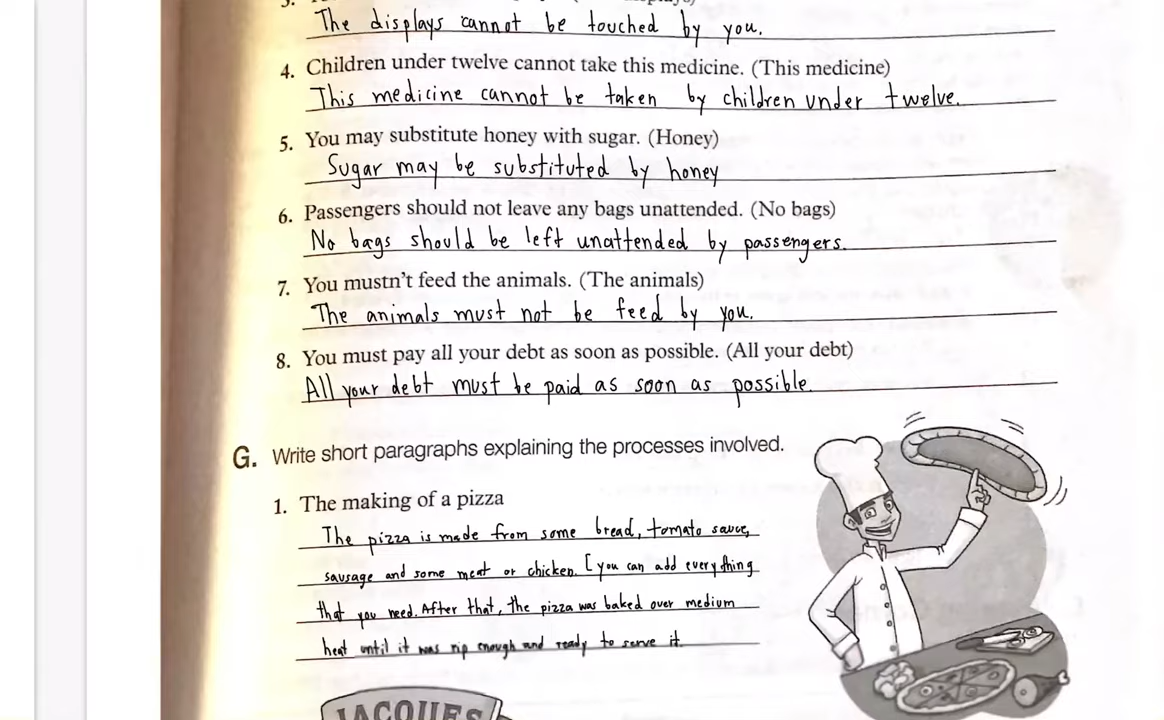 The displays cannot be touched by you.
4. Children under twelve cannot take this medicine. (This medicine)
This medicine cannot be taken by children under twelve.
5. You may substitute honey with sugar. (Honey)
Sugar may be substituted by honey
6. Passengers should not leave any bags unattended. (No bags)
No bags should be left unattended by passengers.
7. You mustn't feed the animals. (The animals)
The animals must not be feed by you.
8. You must pay all your debt as soon as possible. (All your debt)
All your debt must be paid as soon as possible.
G. Write short paragraphs explaining the processes involved.
1. The making of a pizza
The pizza is made from some bread, tomato sauce,
sausage and some meat or chicken. [you can add everything
that you need. After that, the pizza was baked over medium
heat until it was rip enough and ready to serve it.
JACQUES